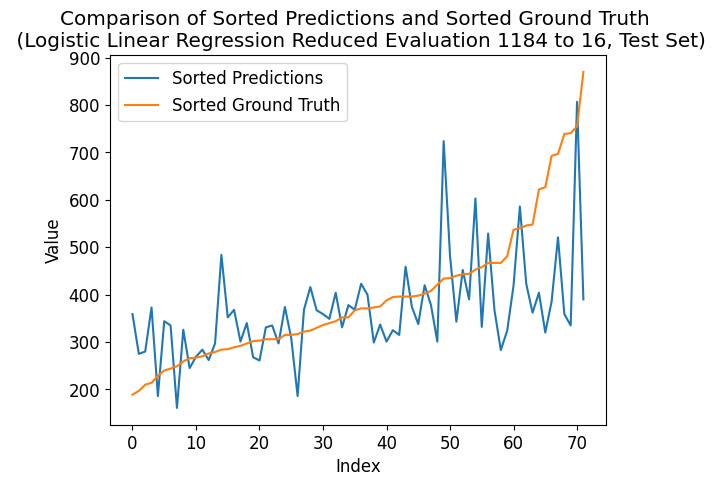 Comparison of Sorted Predictions and Sorted Ground Truth
(Logistic Linear Regression Reduced Evaluation 1184 to 16, Test Set)
Sorted Predictions
Sorted Ground Truth
900
800
700
600
500
400
300
200
Value
0 10 20 30 40 50 60 70
Index